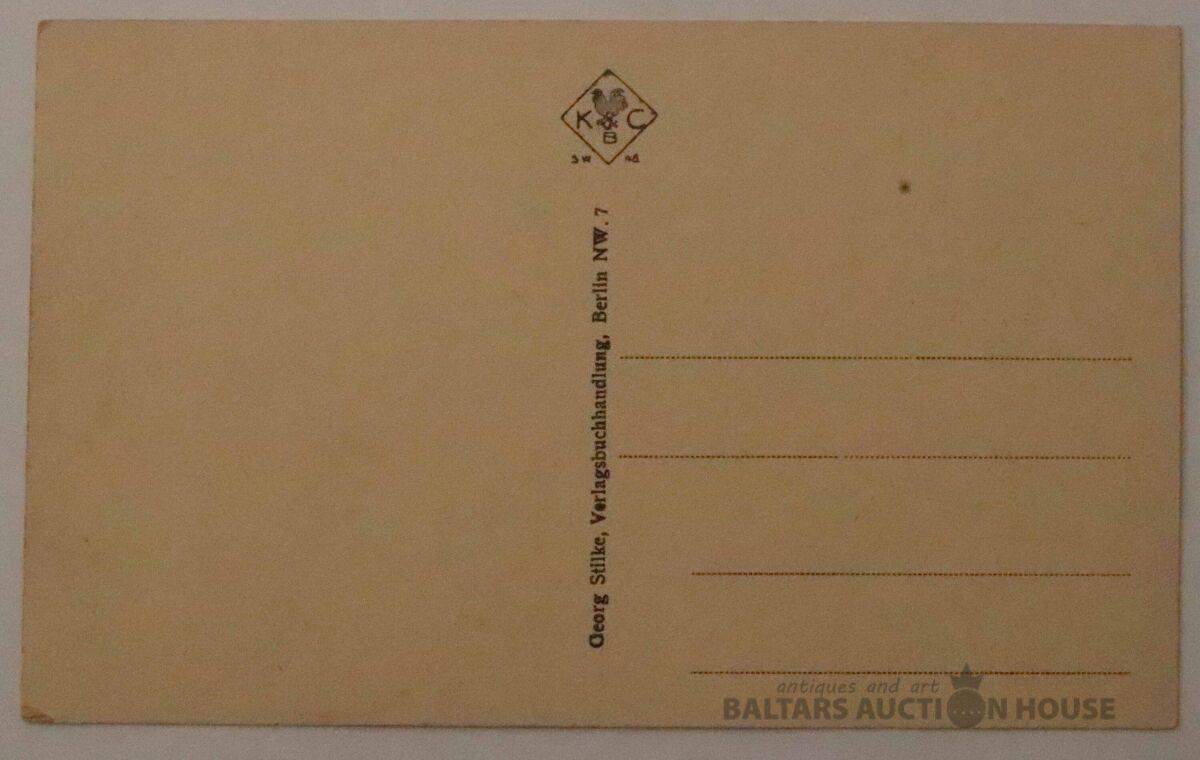 K C
Georg Stilke, Verlagsbuchhandlung, Berlin NW. 7
antiques and art
BALTARS AUCTION HOUSE